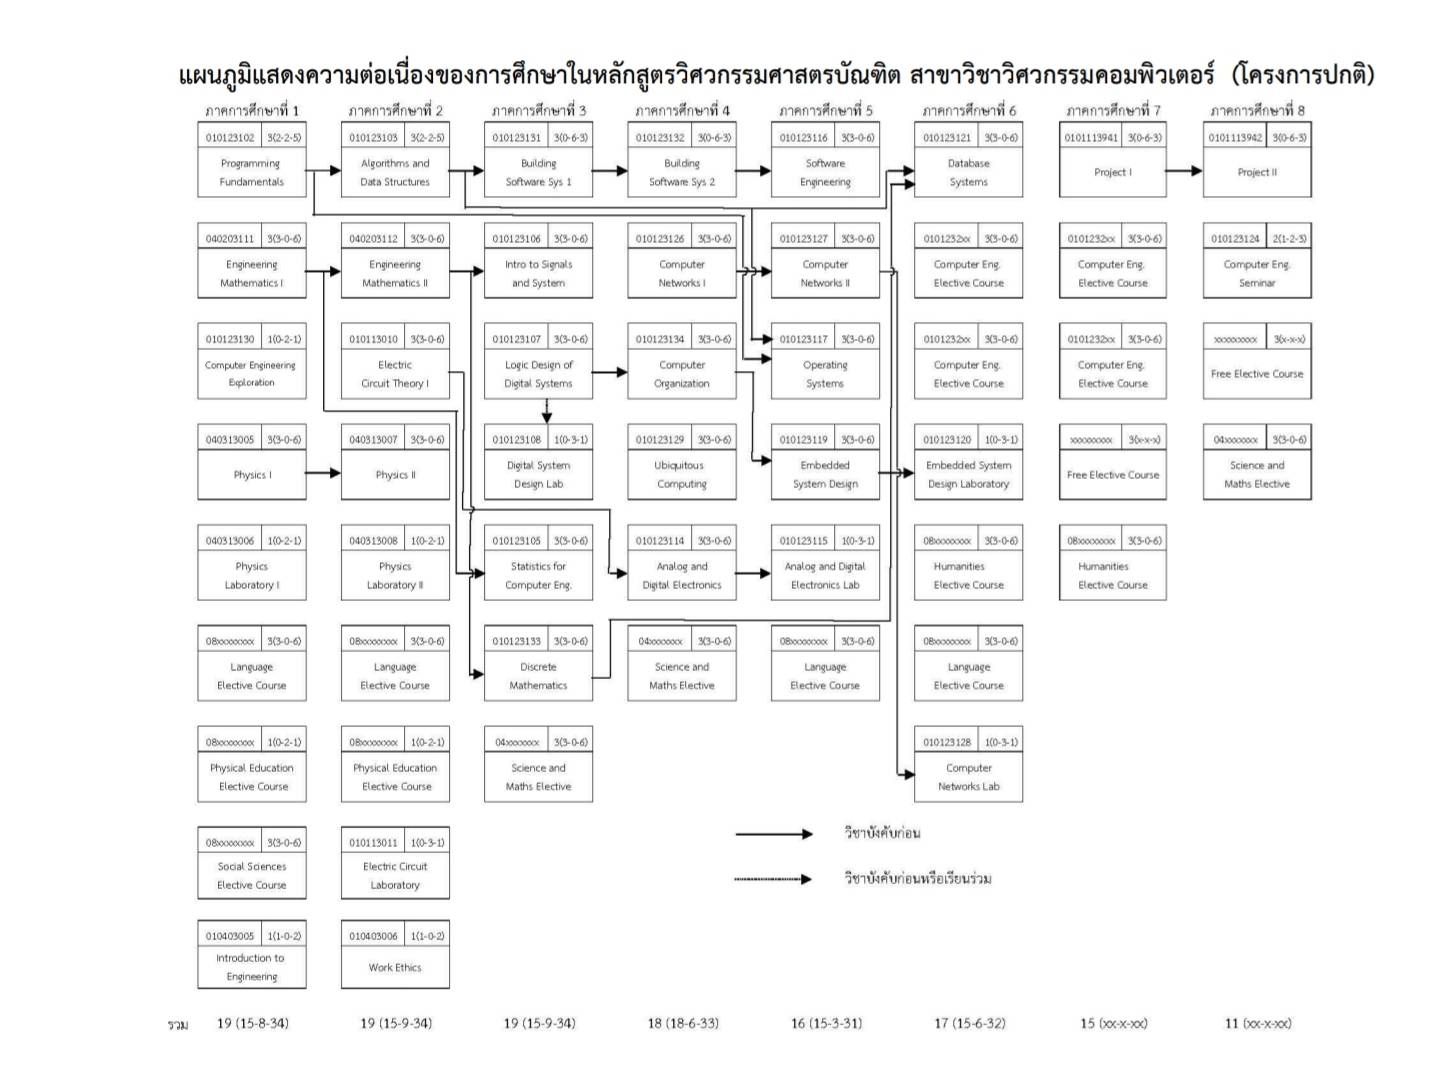 แผนภูมิแสดงความต่อเนื่องของการศึกษาในหลักสูตรวิศวกรรมศาสตรบัณฑิต สาขาวิชาวิศวกรรมคอมพิวเตอร์ (โครงการปกติ)
ภาคการศึกษาที่ 1
010123102 3(2-2-5)
Programming
Fundamentals
040203111 3(3-0-6)
Engineering
Mathematics I
010123130 1(0-2-1)
Computer Engineering
Exploration
040313005 3(3-0-6)
Physics I
040313006 1(0-2-1)
Physics
Laboratory I
08xxxxxxx 3(3-0-6)
Language
Elective Course
08xxxxxxx 1(0-2-1)
Physical Education
Elective Course
08xxxxxxx 3(3-0-6)
Social Sciences
Elective Course
010403005 1(1-0-2)
Introduction to
Engineering
ภาคการศึกษาที่ 2
010123103 3(2-2-5)
Algorithms and
Data Structures
040203112 3(3-0-6)
Engineering
Mathematics II
010113010 3(3-0-6)
Electric
Circuit Theory I
040313007 3(3-0-6)
Physics II
040313008 1(0-2-1)
Physics
Laboratory II
08xxxxxxx 3(3-0-6)
Language
Elective Course
08xxxxxxx 1(0-2-1)
Physical Education
Elective Course
010113011 1(0-3-1)
Electric Circuit
Laboratory
010403006 1(1-0-2)
Work Ethics
ภาคการศึกษาที่ 3
010123131 3(0-6-3)
Building
Software Sys 1
010123106 3(3-0-6)
Intro to Signals
and System
010123107 3(3-0-6)
Logic Design of
Digital Systems
010123108 1(0-3-1)
Digital System
Design Lab
010123105 3(3-0-6)
Statistics for
Computer Eng.
010123133 3(3-0-6)
Discrete
Mathematics
04xxxxxxx 3(3-0-6)
Science and
Maths Elective
ภาคการศึกษาที่ 4
010123132 3(0-6-3)
Building
Software Sys 2
010123126 3(3-0-6)
Computer
Networks I
010123134 3(3-0-6)
Computer
Organization
010123129 3(3-0-6)
Ubiquitous
Computing
010123114 3(3-0-6)
Analog and
Digital Electronics
04xxxxxxx 3(3-0-6)
Science and
Maths Elective
ภาคการศึกษาที่ 5
010123116 3(3-0-6)
Software
Engineering
010123127 3(3-0-6)
Computer
Networks II
010123117 3(3-0-6)
Operating
Systems
010123119 3(3-0-6)
Embedded
System Design
010123115 1(0-3-1)
Analog and Digital
Electronics Lab
08xxxxxxx 3(3-0-6)
Language
Elective Course
ภาคการศึกษาที่ 6
010123121 3(3-0-6)
Database
Systems
0101232xx 3(3-0-6)
Computer Eng.
Elective Course
0101232xx 3(3-0-6)
Computer Eng.
Elective Course
010123120 1(0-3-1)
Embedded System
Design Laboratory
08xxxxxxx 3(3-0-6)
Humanities
Elective Course
08xxxxxxx 3(3-0-6)
Language
Elective Course
010123128 1(0-3-1)
Computer
Networks Lab
ภาคการศึกษาที่ 7
0101113941 3(0-6-3)
Project I
0101232xx 3(3-0-6)
Computer Eng.
Elective Course
0101232xx 3(3-0-6)
Computer Eng.
Elective Course
xxxxxxxxx 3(x-x-x)
Free Elective Course
08xxxxxxx 3(3-0-6)
Humanities
Elective Course
ภาคการศึกษาที่ 8
0101113942 3(0-6-3)
Project II
010123124 2(1-2-3)
Computer Eng.
Seminar
xxxxxxxxx 3(x-x-x)
Free Elective Course
04xxxxxxx 3(3-0-6)
Science and
Maths Elective
วิชาบังคับก่อน
วิชาบังคับก่อนหรือเรียนร่วม
รวม 19 (15-8-34) 19 (15-9-34) 19 (15-9-34) 18 (18-6-33) 16 (15-3-31) 17 (15-6-32) 15 (xx-x-xx) 11 (xx-x-xx)